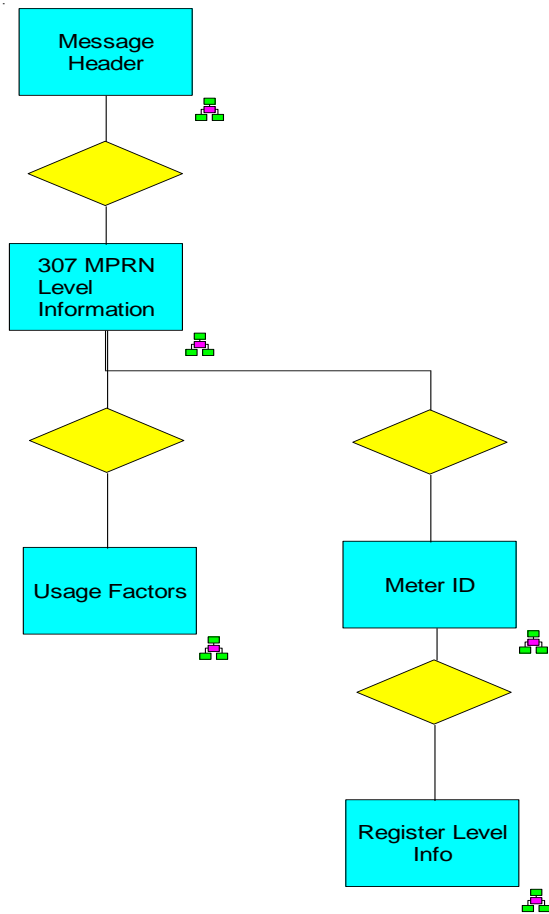 Message
Header
307 MPRN
Level
Information
Usage Factors
Meter ID
Register Level
Info